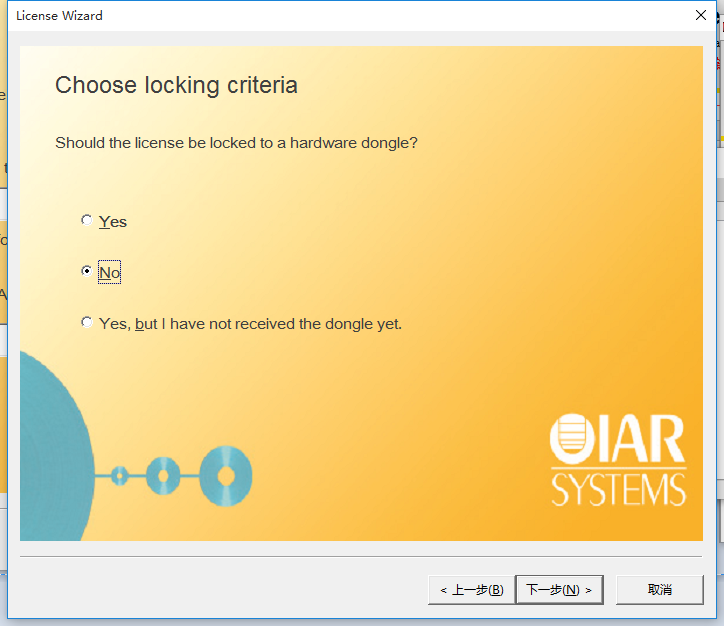 License Wizard
Choose locking criteria
Should the license be locked to a hardware dongle?
Yes
No
Yes, but I have not received the dongle yet.
IAR
SYSTEMS
< 上一步(B) 下一步(N) > 取消